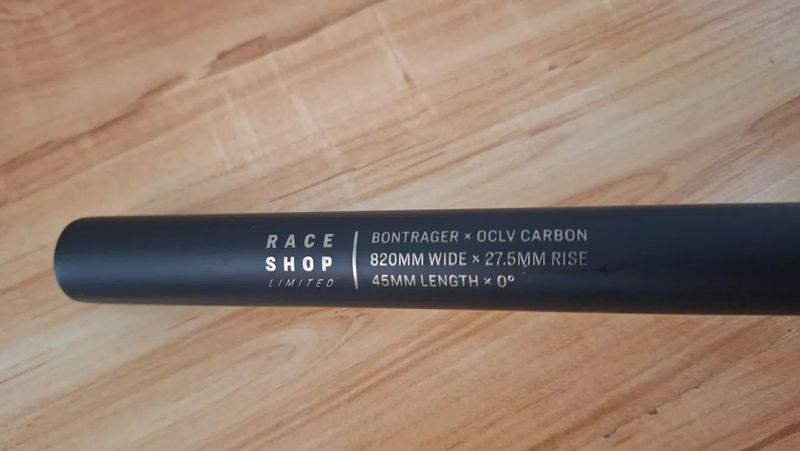 RACE
SHOP
LIMITED
BONTRAGER × OCLV CARBON
820MM WIDE × 27.5MM RISE
45MM LENGTH × 0°